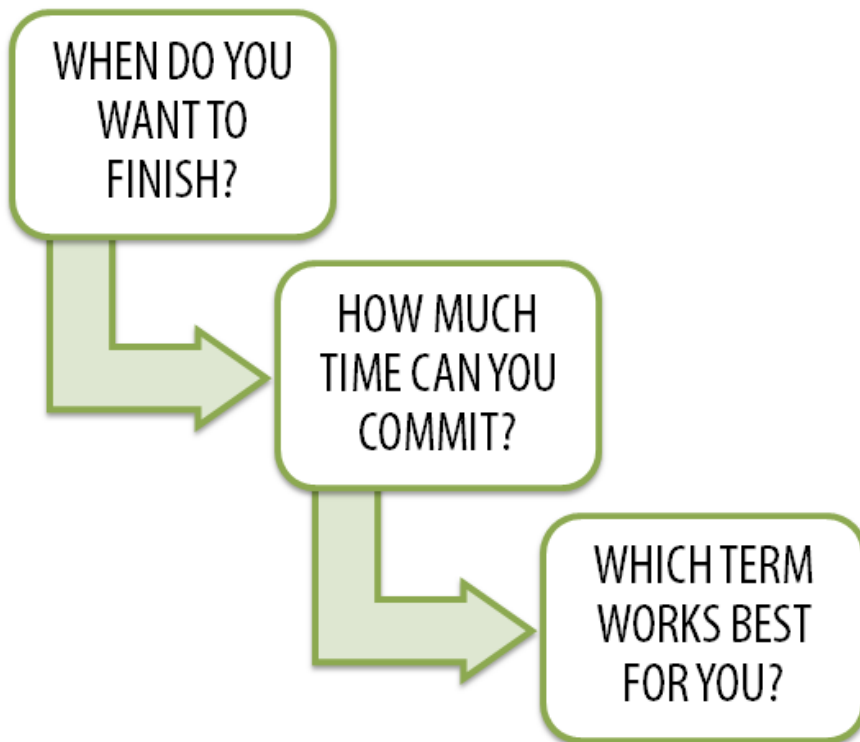 WHEN DO YOU
WANT TO
FINISH?
HOW MUCH
TIME CAN YOU
COMMIT?
WHICH TERM
WORKS BEST
FOR YOU?